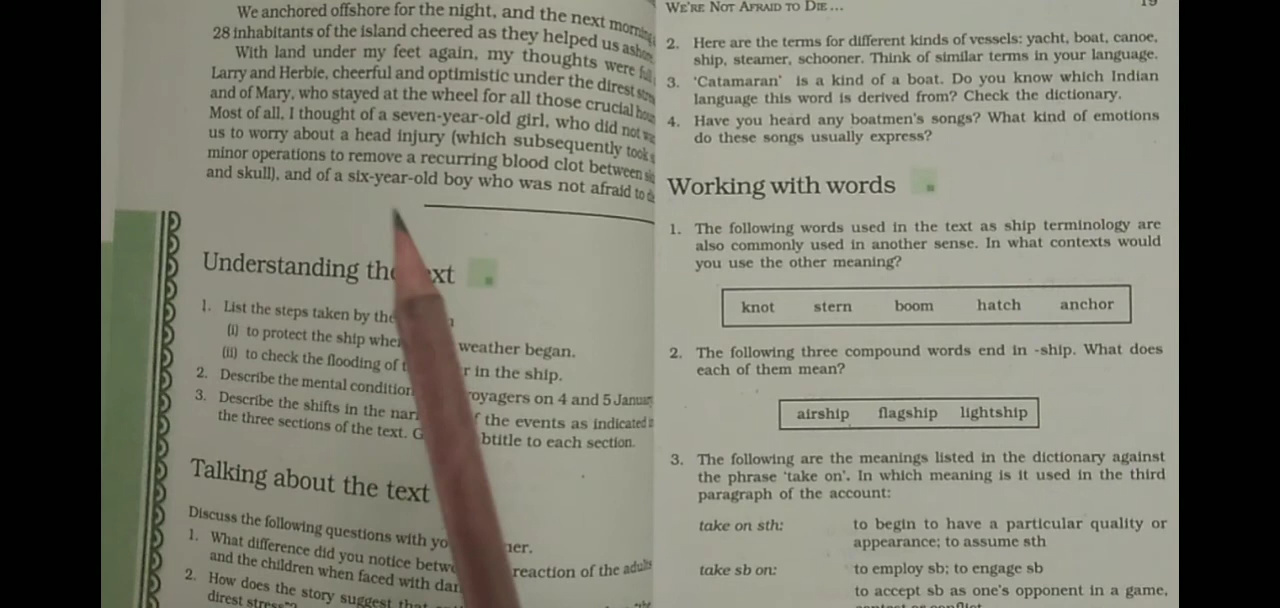 We anchored offshore for the night, and the next morning
28 inhabitants of the island cheered as they helped us ashore.
With land under my feet again, my thoughts were full
Larry and Herbie, cheerful and optimistic under the direst
and of Mary, who stayed at the wheel for all those crucial
Most of all, I thought of a seven-year-old girl, who did not
us to worry about a head injury (which subsequently took
minor operations to remove a recurring blood clot between
and skull), and of a six-year-old boy who was not afraid to
Understanding the text
1. List the steps taken by the
(i) to protect the ship weather began.
(ii) to check the flooding of in the ship.
2. Describe the mental condition voyagers on 4 and 5 January
3. Describe the shifts in the the events as indicated
the three sections of the text. to each section.
Talking about the text
Discuss the following questions with
1. What difference did you notice reaction of the adults
and the children when faced with
2. How does the story suggest
direst
WE'RE NOT AFRAID TO DIE...
2. Here are the terms for different kinds of vessels: yacht, boat, canoe,
ship, steamer, schooner. Think of similar terms in your language.
3. 'Catamaran' is a kind of a boat. Do you know which Indian
language this word is derived from? Check the dictionary.
4. Have you heard any boatmen's songs? What kind of emotions
do these songs usually express?
Working with words
1. The following words used in the text as ship terminology are
also commonly used in another sense. In what contexts would
you use the other meaning?
knot stern boom hatch anchor
2. The following three compound words end in -ship. What does
each of them mean?
airship flagship lightship
3. The following are the meanings listed in the dictionary against
the phrase 'take on'. In which meaning is it used in the third
paragraph of the account:
take on sth: to begin to have a particular quality or
appearance; to assume sth
take sb on: to employ sb; to engage sb
to accept sb as one's opponent in a game,